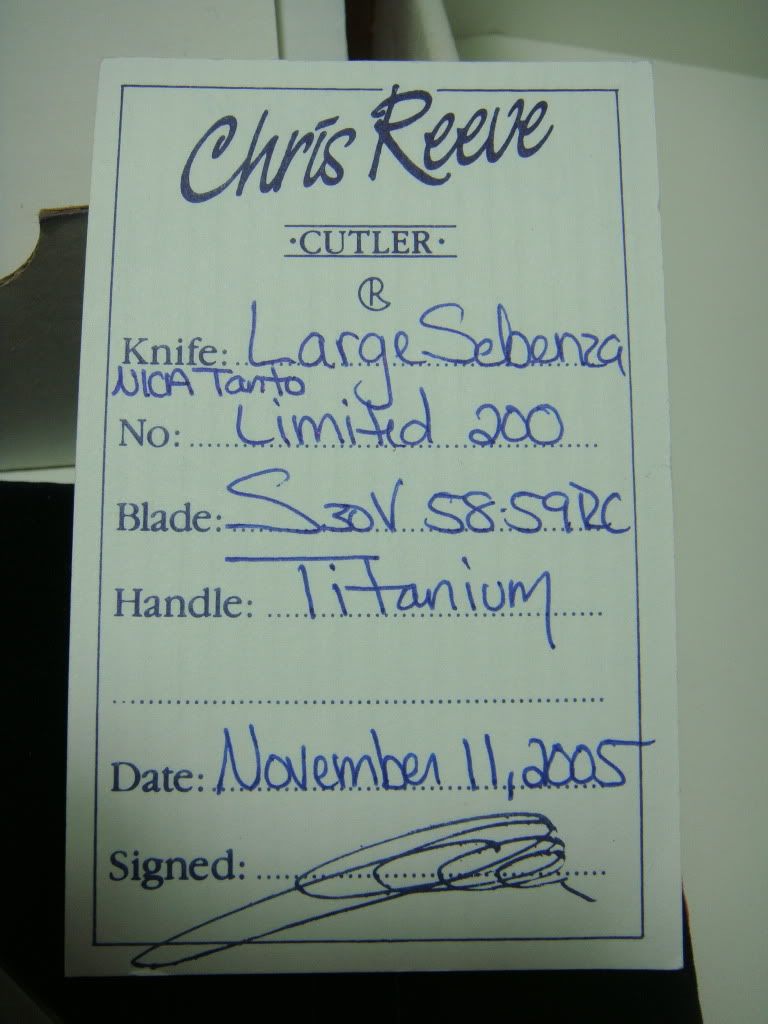 Chris Reeve
·CUTLER·
R
Knife: Large Sebenza
NICA Tanto
No: Limited 200
Blade: S30V 58:59RC
Handle: Titanium
Date: November 11, 2005
Signed: